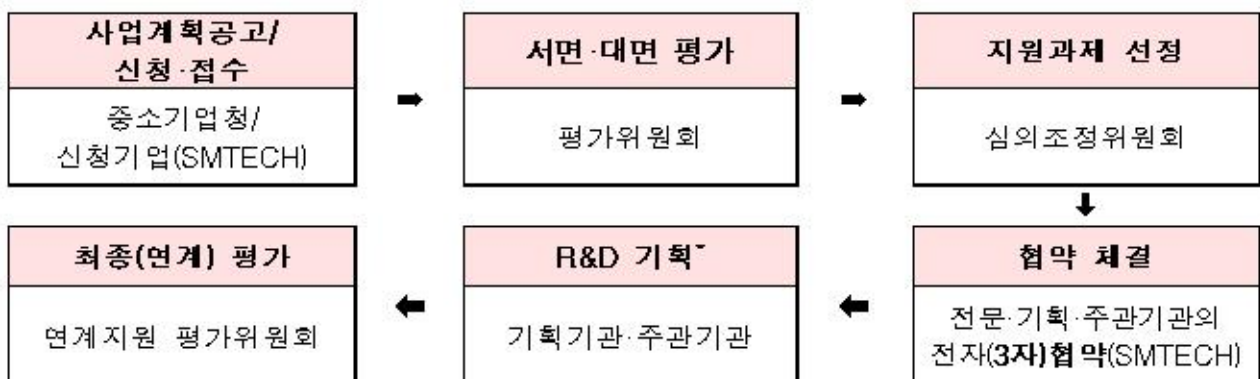 사업계획공고/
신청·접수
중소기업청/
신청기업(SMTECH)
서면·대면 평가
평가위원회
지원과제 선정
심의조정위원회
협약 체결
전문·기획·주관기관의
전자(3자)협약(SMTECH)
R&D 기획*
기획기관·주관기관
최종(연계) 평가
연계지원 평가위원회